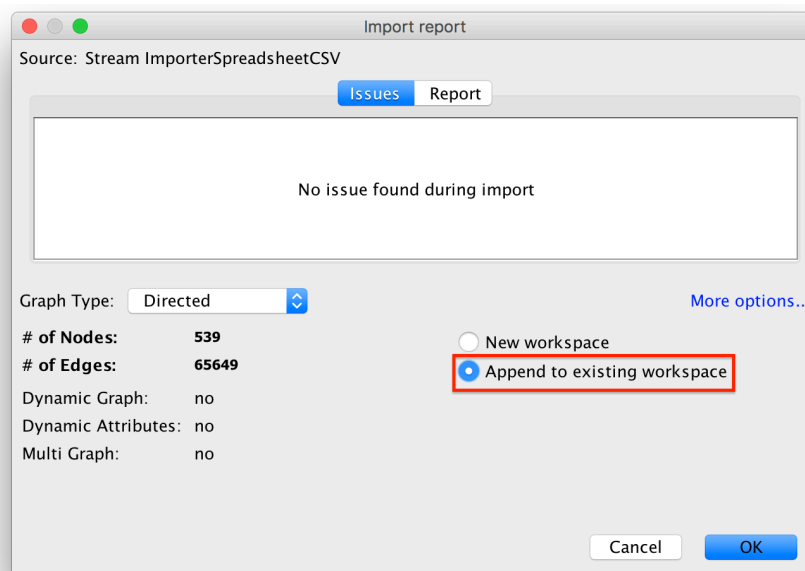 Import report
Source: Stream ImporterSpreadsheetCSV
Issues Report
No issue found during import
Graph Type: Directed
More options..
# of Nodes: 539
New workspace
# of Edges: 65649
Append to existing workspace
Dynamic Graph: no
Dynamic Attributes: no
Multi Graph: no
Cancel OK